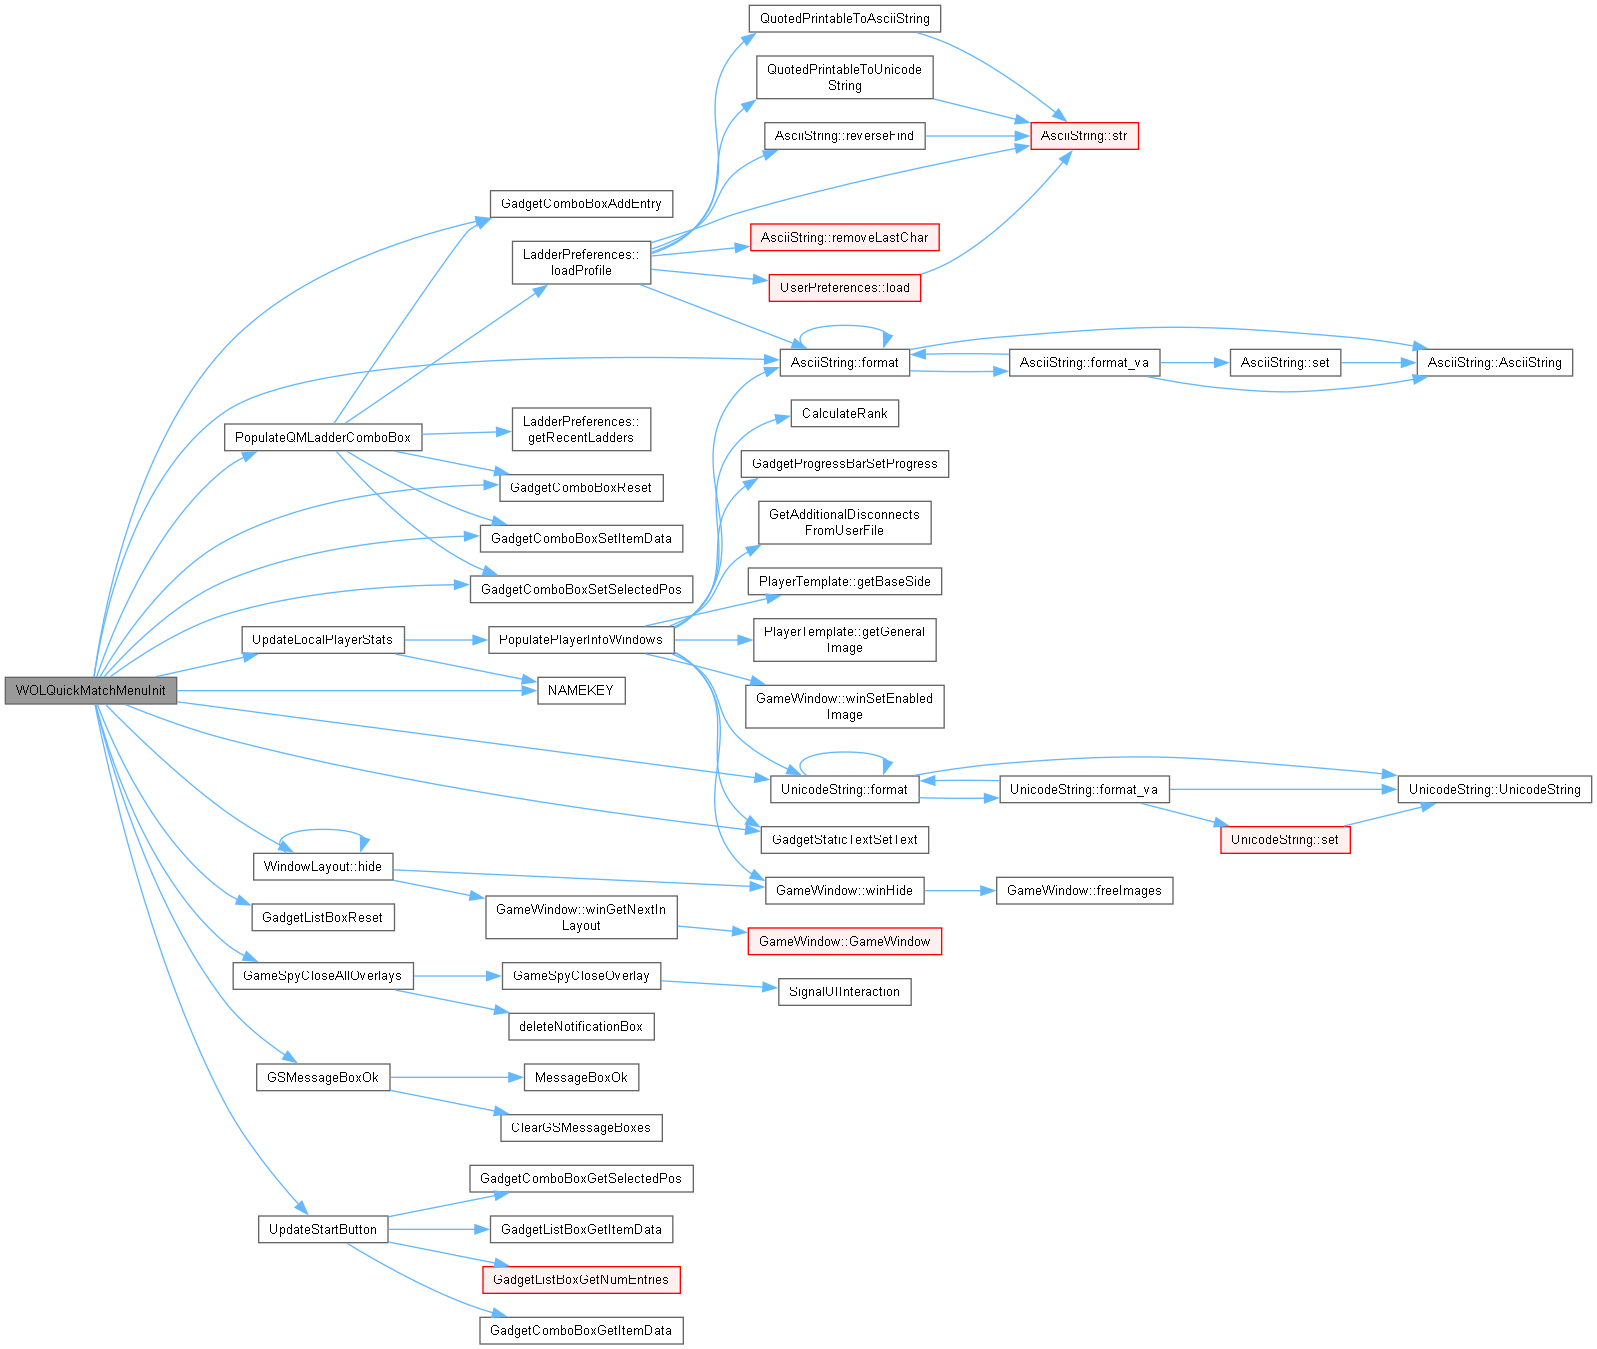 QuotedPrintableToAsciiString
QuotedPrintableToUnicode
String
AsciiString::reverseFind
AsciiString::str
GadgetComboBoxAddEntry
AsciiString::removeLastChar
LadderPreferences::
loadProfile
UserPreferences::load
AsciiString::format
AsciiString::format_va
AsciiString::set
AsciiString::AsciiString
CalculateRank
LadderPreferences::
getRecentLadders
PopulateQMLadderComboBox
GadgetProgressBarSetProgress
GadgetComboBoxReset
GetAdditionalDisconnects
FromUserFile
GadgetComboBoxSetItemData
PlayerTemplate::getBaseSide
GadgetComboBoxSetSelectedPos
UpdateLocalPlayerStats
PopulatePlayerInfoWindows
PlayerTemplate::getGeneral
Image
WOLQuickMatchMenuInit
NAMEKEY
GameWindow::winSetEnabled
Image
UnicodeString::format
UnicodeString::format_va
UnicodeString::UnicodeString
GadgetStaticTextSetText
UnicodeString::set
WindowLayout::hide
GameWindow::winHide
GameWindow::freeImages
GadgetListBoxReset
GameWindow::winGetNextIn
Layout
GameWindow::GameWindow
GameSpyCloseAllOverlays
GameSpyCloseOverlay
SignalUIInteraction
deleteNotificationBox
GSMessageBoxOk
MessageBoxOk
ClearGSMessageBoxes
GadgetComboBoxGetSelectedPos
UpdateStartButton
GadgetListBoxGetItemData
GadgetListBoxGetNumEntries
GadgetComboBoxGetItemData